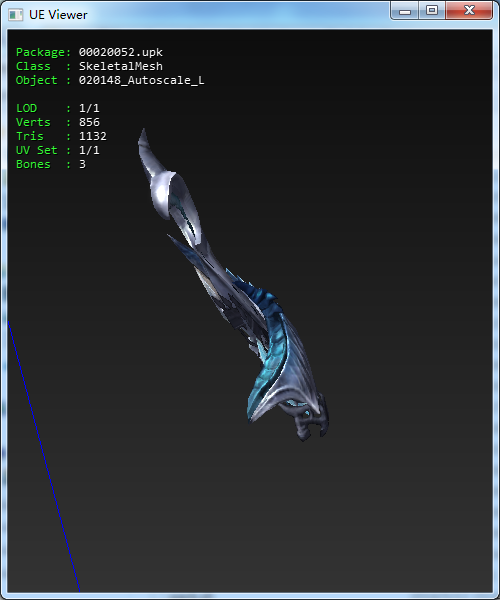 UE Viewer
Package: 00020052.upk
Class  : SkeletalMesh
Object : 020148_Autoscale_L
LOD    : 1/1
Verts  : 856
Tris   : 1132
UV Set : 1/1
Bones  : 3